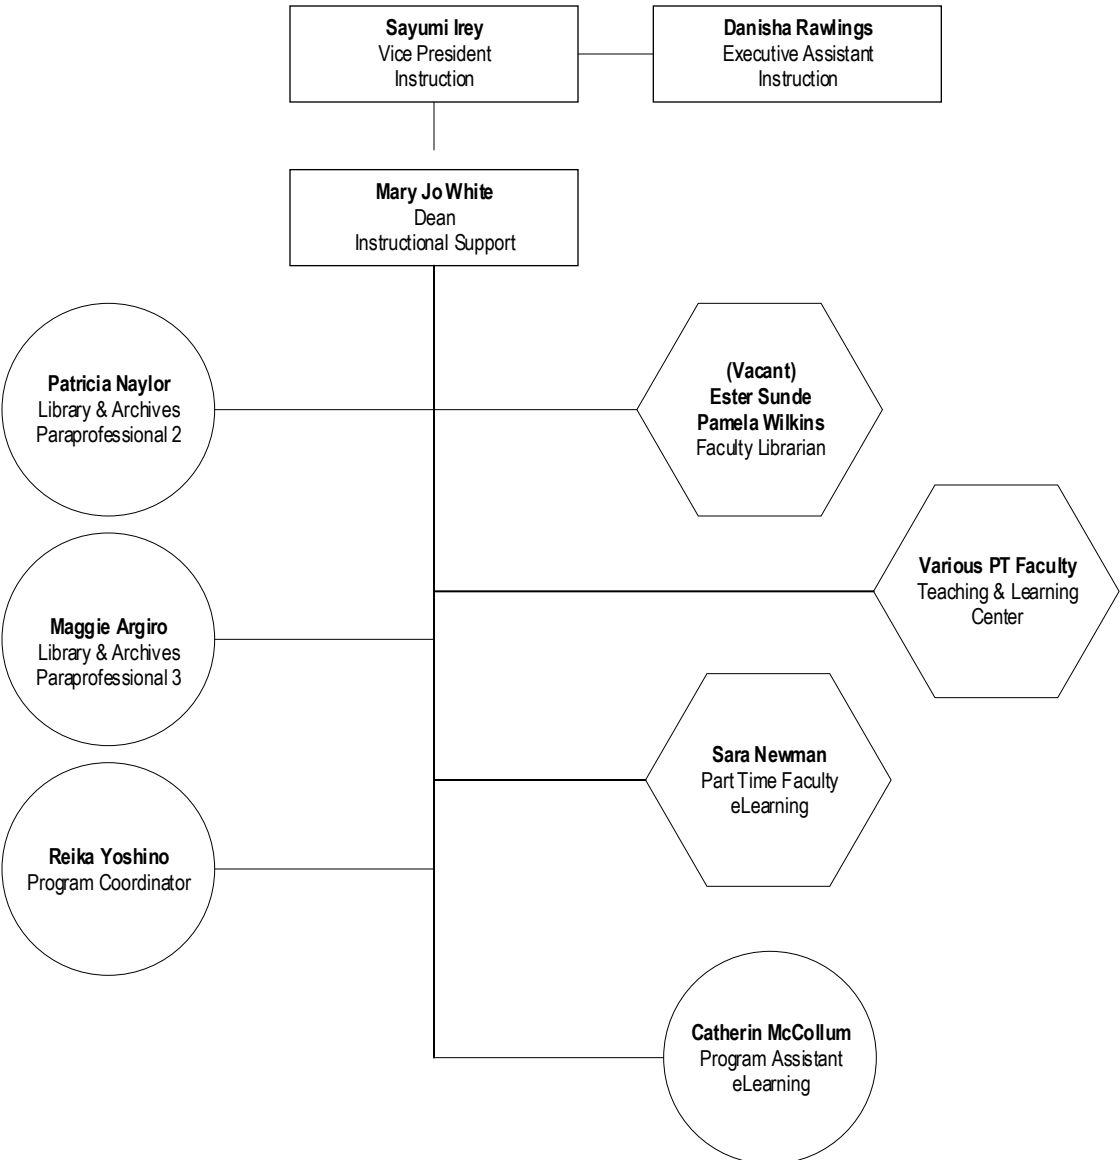 Sayumi Irey
Vice President
Instruction
Danisha Rawlings
Executive Assistant
Instruction
Mary Jo White
Dean
Instructional Support
Patricia Naylor
Library & Archives
Paraprofessional 2
(Vacant)
Ester Sunde
Pamela Wilkins
Faculty Librarian
Various PT Faculty
Teaching & Learning
Center
Maggie Argiro
Library & Archives
Paraprofessional 3
Sara Newman
Part Time Faculty
eLearning
Reika Yoshino
Program Coordinator
Catherin McCollum
Program Assistant
eLearning